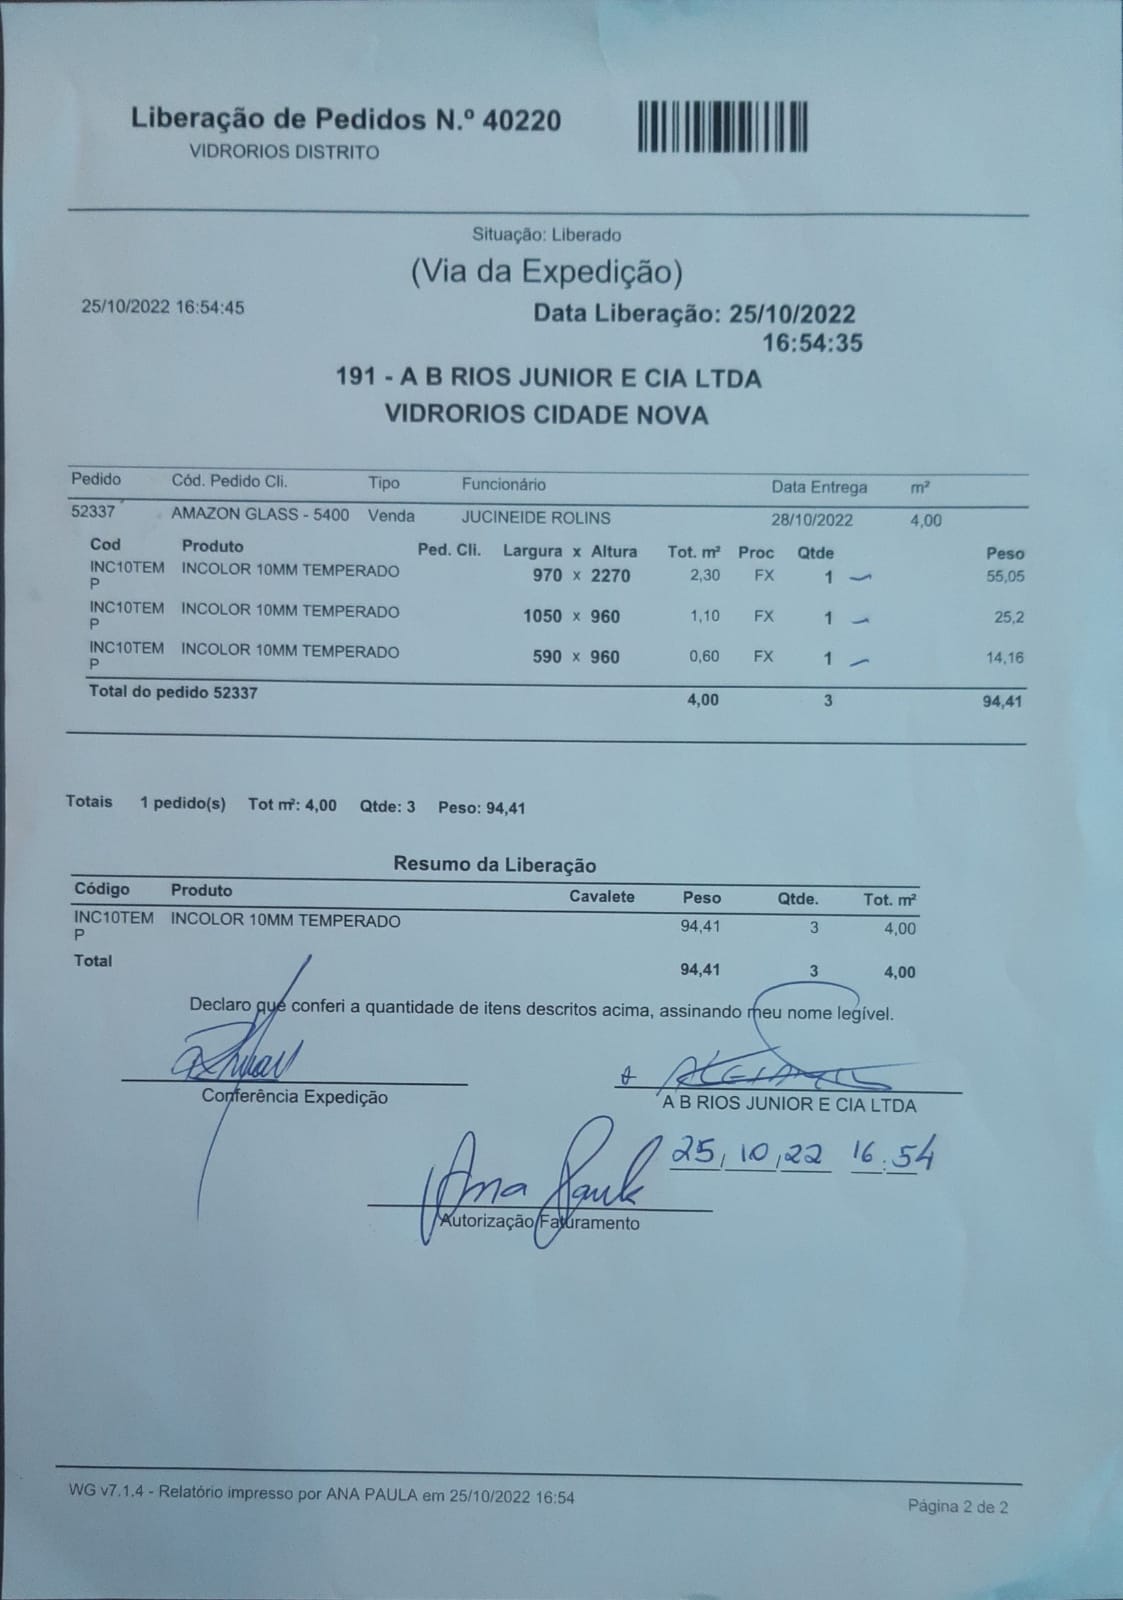 Liberação de Pedidos N.º 40220
VIDRORIOS DISTRITO
Situação: Liberado
(Via da Expedição)
25/10/2022 16:54:45
Data Liberação: 25/10/2022
16:54:35
191 - A B RIOS JUNIOR E CIA LTDA
VIDRORIOS CIDADE NOVA
Pedido Cód. Pedido Cli. Tipo Funcionário Data Entrega m²
52337 AMAZON GLASS - 5400 Venda JUCINEIDE ROLINS 28/10/2022 4,00
Cod Produto Ped. Cli. Largura x Altura Tot. m² Proc Qtde Peso
INC10TEM INCOLOR 10MM TEMPERADO 970 x 2270 2,30 FX 1 55,05
P
INC10TEM INCOLOR 10MM TEMPERADO 1050 x 960 1,10 FX 1 25,2
P
INC10TEM INCOLOR 10MM TEMPERADO 590 x 960 0,60 FX 1 14,16
P
Total do pedido 52337 4,00 3 94,41
Totais 1 pedido(s) Tot m²: 4,00 Qtde: 3 Peso: 94,41
Resumo da Liberação
Código Produto Cavalete Peso Qtde. Tot. m²
INC10TEM INCOLOR 10MM TEMPERADO 94,41 3 4,00
P
Total 94,41 3 4,00
Declaro que conferi a quantidade de itens descritos acima, assinando meu nome legível.
Conferência Expedição
A B RIOS JUNIOR E CIA LTDA
25, 10, 22 16:54
Ana Paula
Autorização Faturamento
WG v7.1.4 - Relatório impresso por ANA PAULA em 25/10/2022 16:54
Página 2 de 2